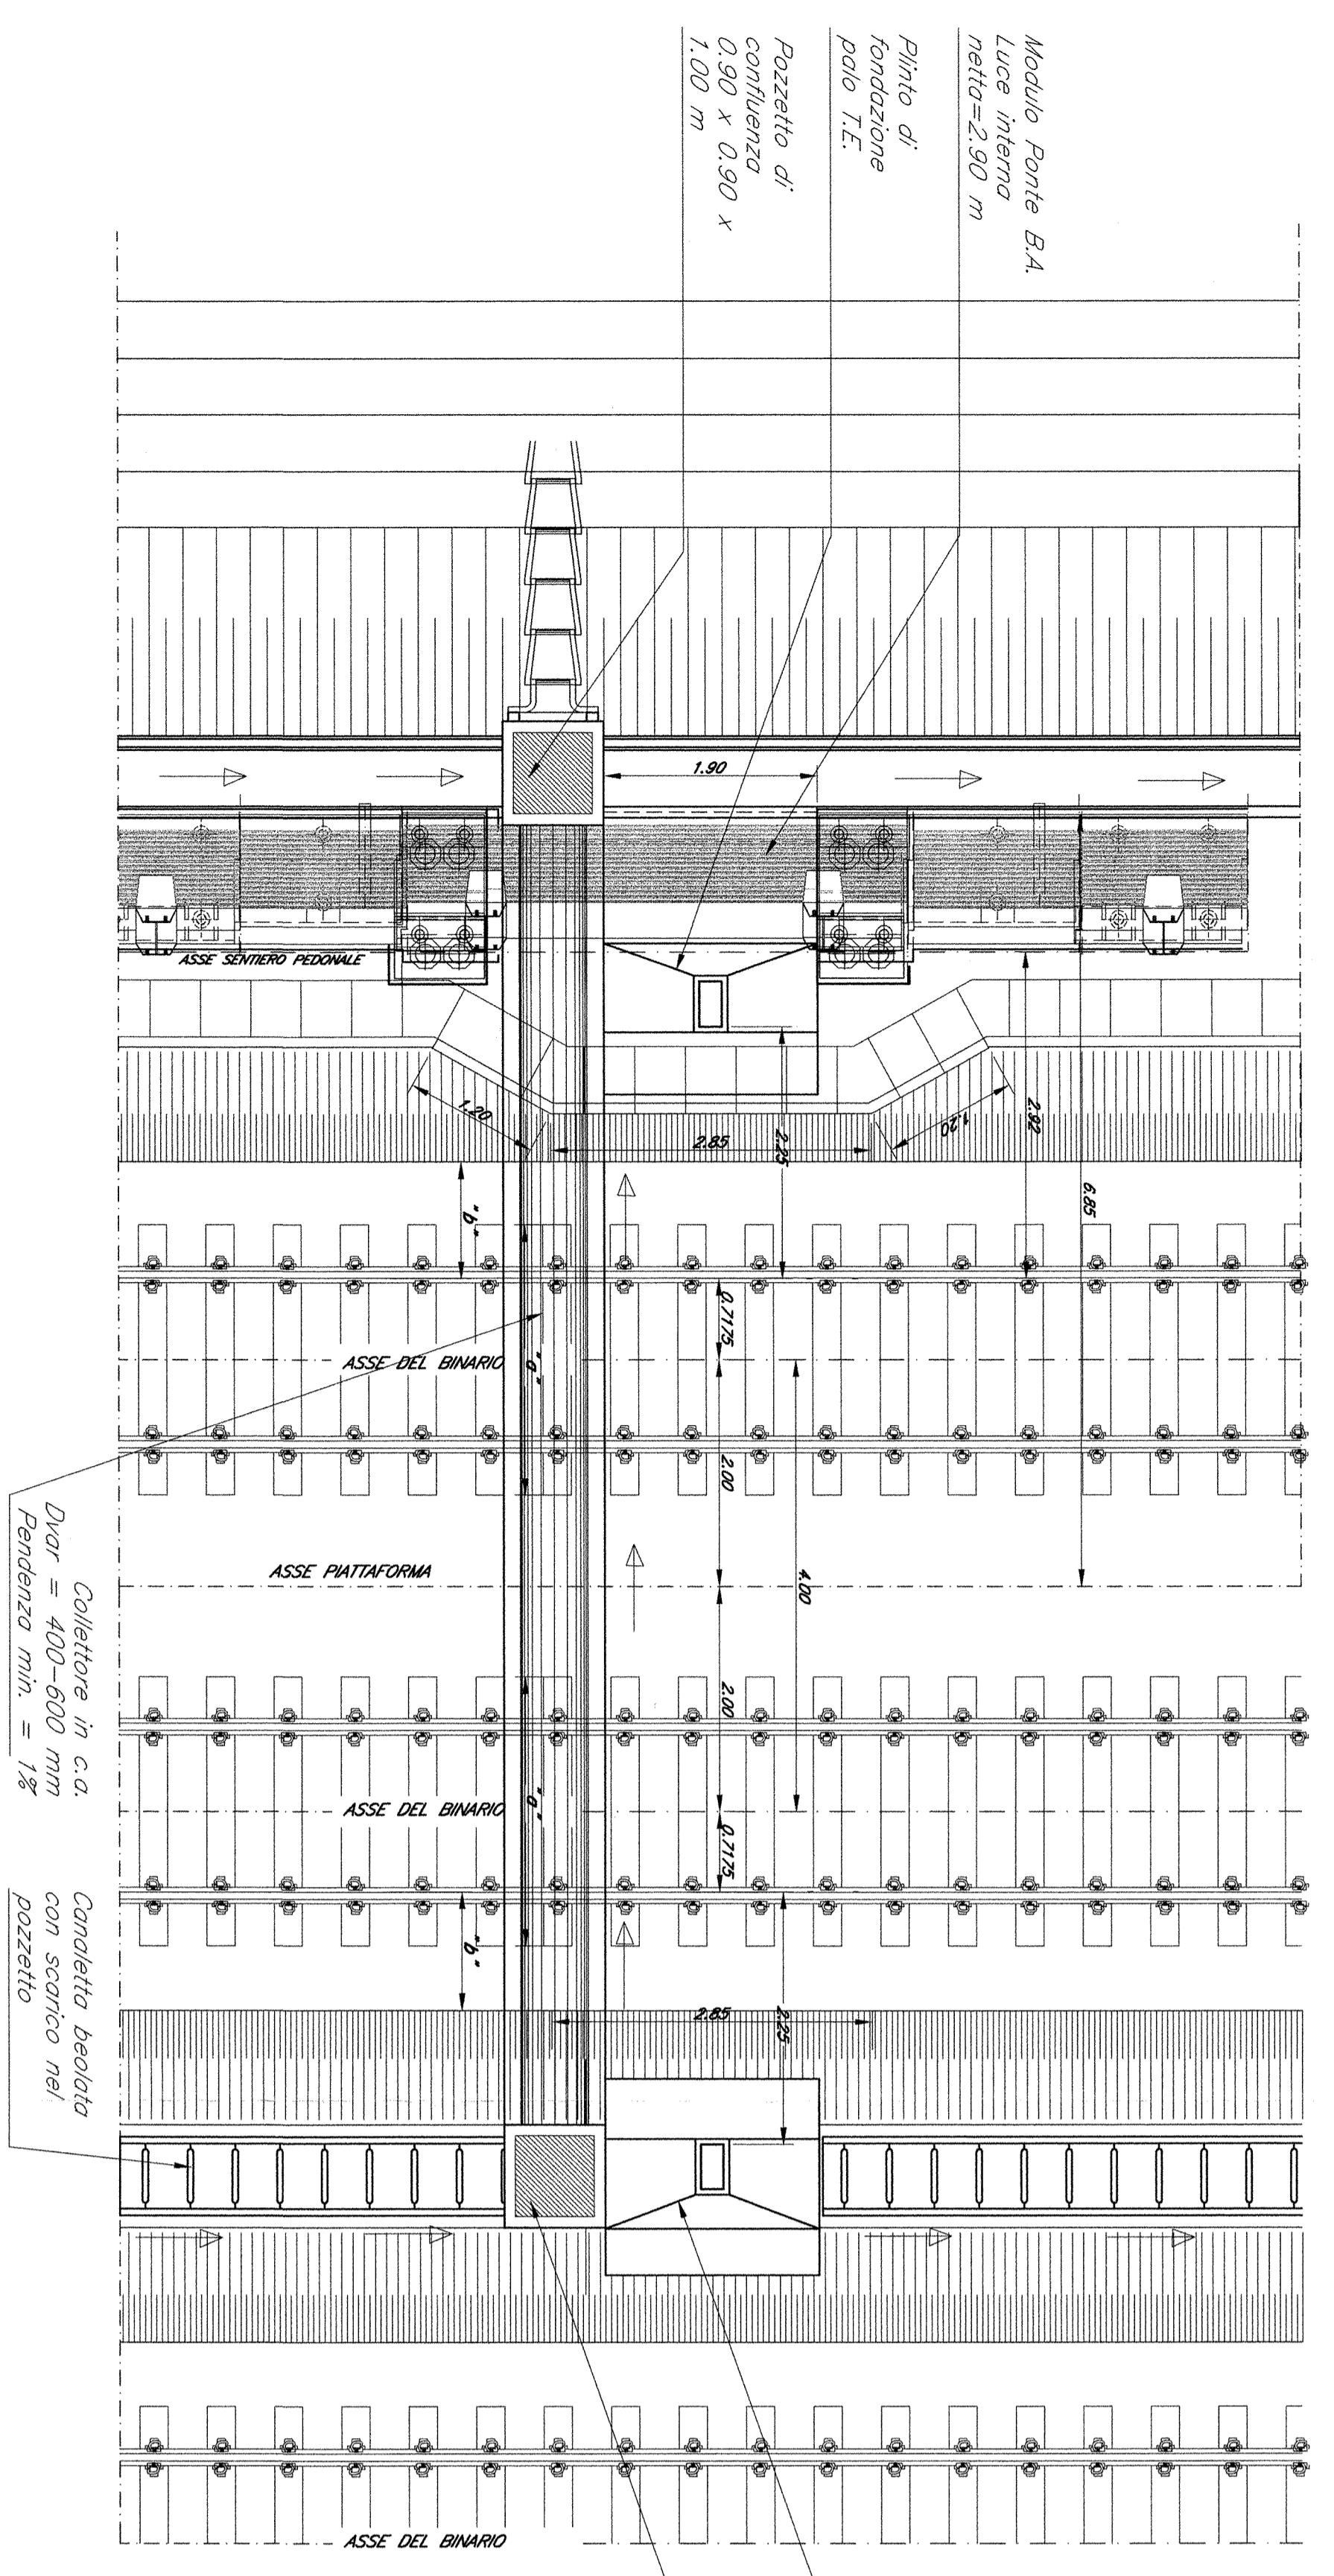 Modulo Ponte B.A.
Luce interna
netta=2.90 m
Plinto di
fondazione
palo T.E.
Pozzetto di
confluenza
0.90 x 0.90 x
1.00 m
1.90
ASSE SENTIERO PEDONALE
1.20
1.20
2.85
2.25
2.92
6.85
"b"
0.7175
ASSE DEL BINARIO
"a"
2.00
4.00
ASSE PIATTAFORMA
2.00
ASSE DEL BINARIO
"a"
0.7175
"b"
2.85
2.25
ASSE DEL BINARIO
Collettore in c.a.
Dvar = 400-600 mm
Pendenza min. = 1%
Canaletta beolata
con scarico nel
pozzetto